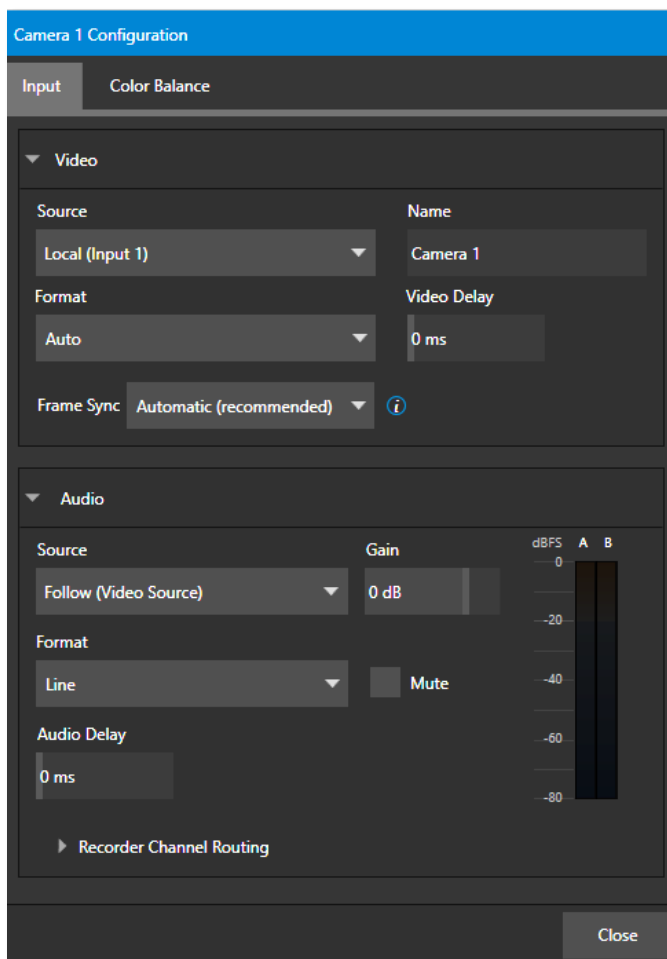 Camera 1 Configuration
Input Color Balance
Video
Source Name
Local (Input 1) Camera 1
Format Video Delay
Auto 0 ms
Frame Sync Automatic (recommended) i
Audio
Source Gain dBFS A B
0
Follow (Video Source) 0 dB
-20
Format
Line Mute -40
Audio Delay -60
0 ms
-80
Recorder Channel Routing
Close